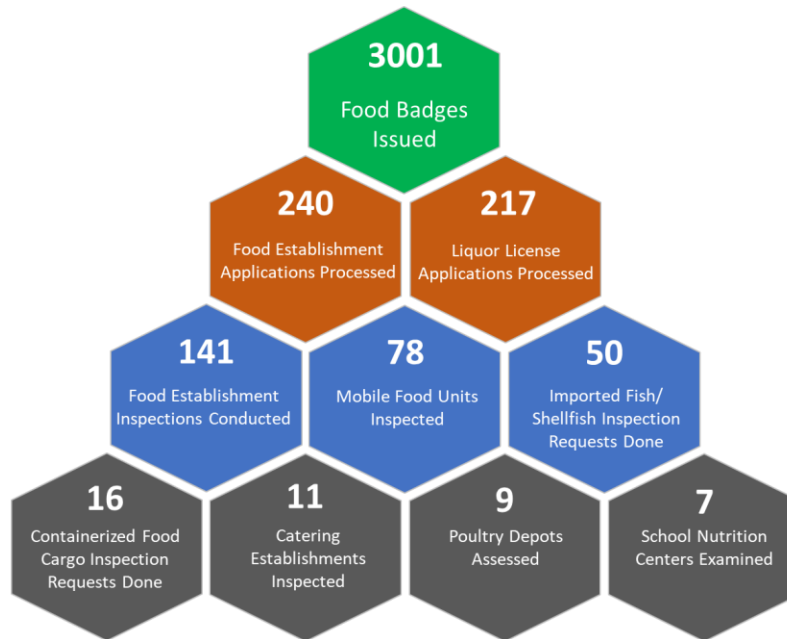 3001
Food Badges
Issued
240
Food Establishment
Applications Processed
217
Liquor License
Applications Processed
141
Food Establishment
Inspections Conducted
78
Mobile Food Units
Inspected
50
Imported Fish/
Shellfish Inspection
Requests Done
16
Containerized Food
Cargo Inspection
Requests Done
11
Catering
Establishments
Inspected
9
Poultry Depots
Assessed
7
School Nutrition
Centers Examined